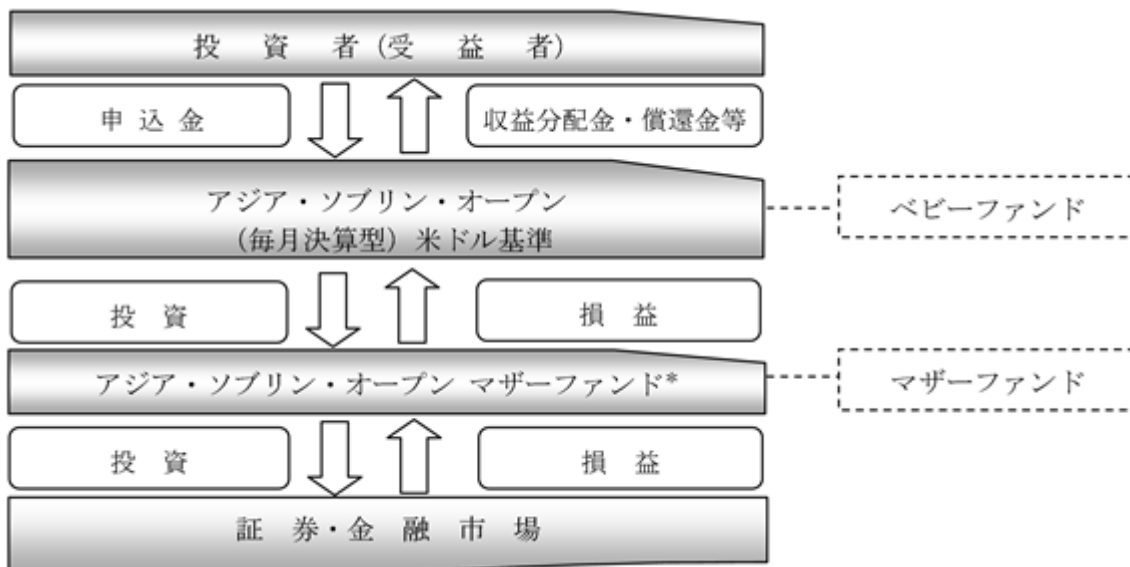 投資者(受益者)
申込金
収益分配金・償還金等
アジア・ソブリン・オープン
(毎月決算型)米ドル基準
ベビーファンド
投資
損益
アジア・ソブリン・オープン マザーファンド*
マザーファンド
投資
損益
証券・金融市場